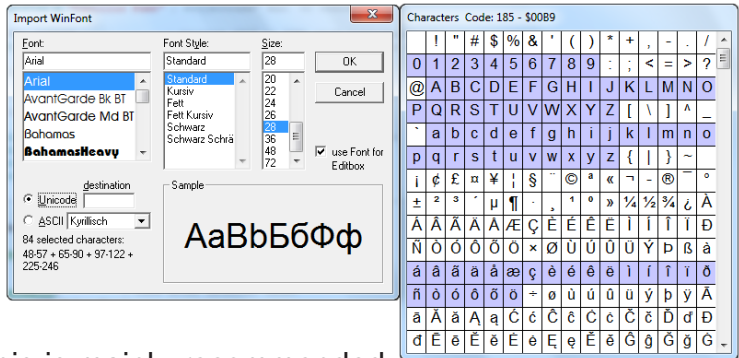 Import WinFont
Font: Font Style: Size:
Arial Standard 28 OK
Arial Standard 20
AvantGarde Bk BT Kursiv 22 Cancel
AvantGarde Md BT Fett 24
Fett Kursiv 26
Bahamas Schwarz 28
BahamasHeavy Schwarz Schrä 36
48
72
use Font for
Editbox
destination
Unicode
ASCII Kyrillisch
84 selected characters:
48-57 + 65-90 + 97-122 +
225-246
Sample
АаBbБбФф
Characters Code: 185 - $00B9
! " # $ % & ' ( ) * + , - . /
0 1 2 3 4 5 6 7 8 9 : ; < = > ?
@ A B C D E F G H I J K L M N O
P Q R S T U V W X Y Z [ \ ] ^ _
` a b c d e f g h i j k l m n o
p q r s t u v w x y z { | } ~
¡ ¢ £ ¤ ¥ ¦ § ¨ © ª « ¬ - ® ¯ °
± ² ³ ´ µ ¶ · ¸ ¹ º » ¼ ½ ¾ ¿ À
Á Â Ã Ä Å Æ Ç È É Ê Ë Ì Í Î Ï Ð
Ñ Ò Ó Ô Õ Ö × Ø Ù Ú Û Ü Ý Þ ß à
á â ã ä å æ ç è é ê ë ì í î ï ð
ñ ò ó ô õ ö ÷ ø ù ú û ü ý þ ÿ Ā
ā Ă ă Ą ą Ć ć Ĉ ĉ Ċ ċ Č č Ď ď Đ
đ Ē ē Ĕ ĕ Ė ė Ę ę Ě ě Ĝ ĝ Ğ ğ Ġ